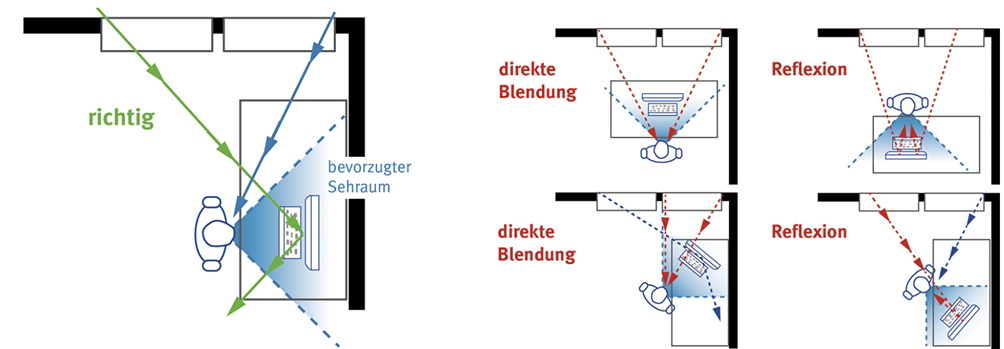 richtig
bevorzugter
Sehraum
direkte
Blendung
Reflexion
direkte
Blendung
Reflexion